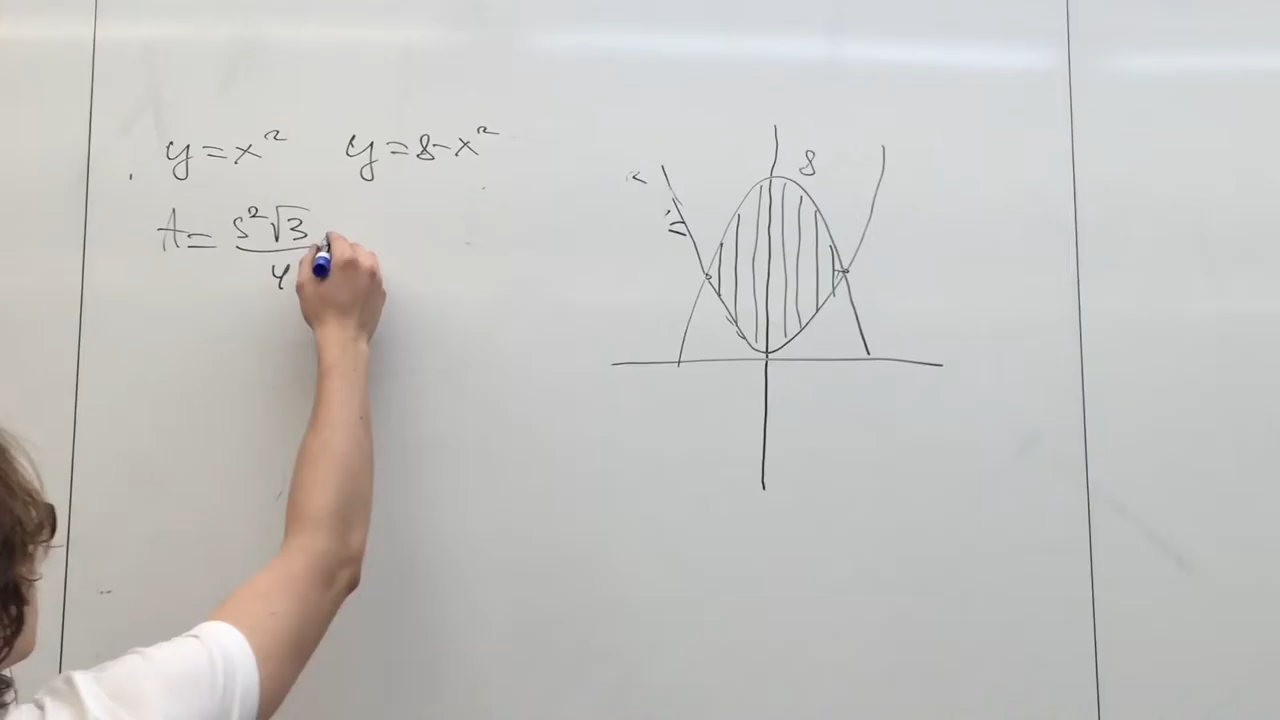 y = x² y = 8 - x²
A = s²√3 / 4
8